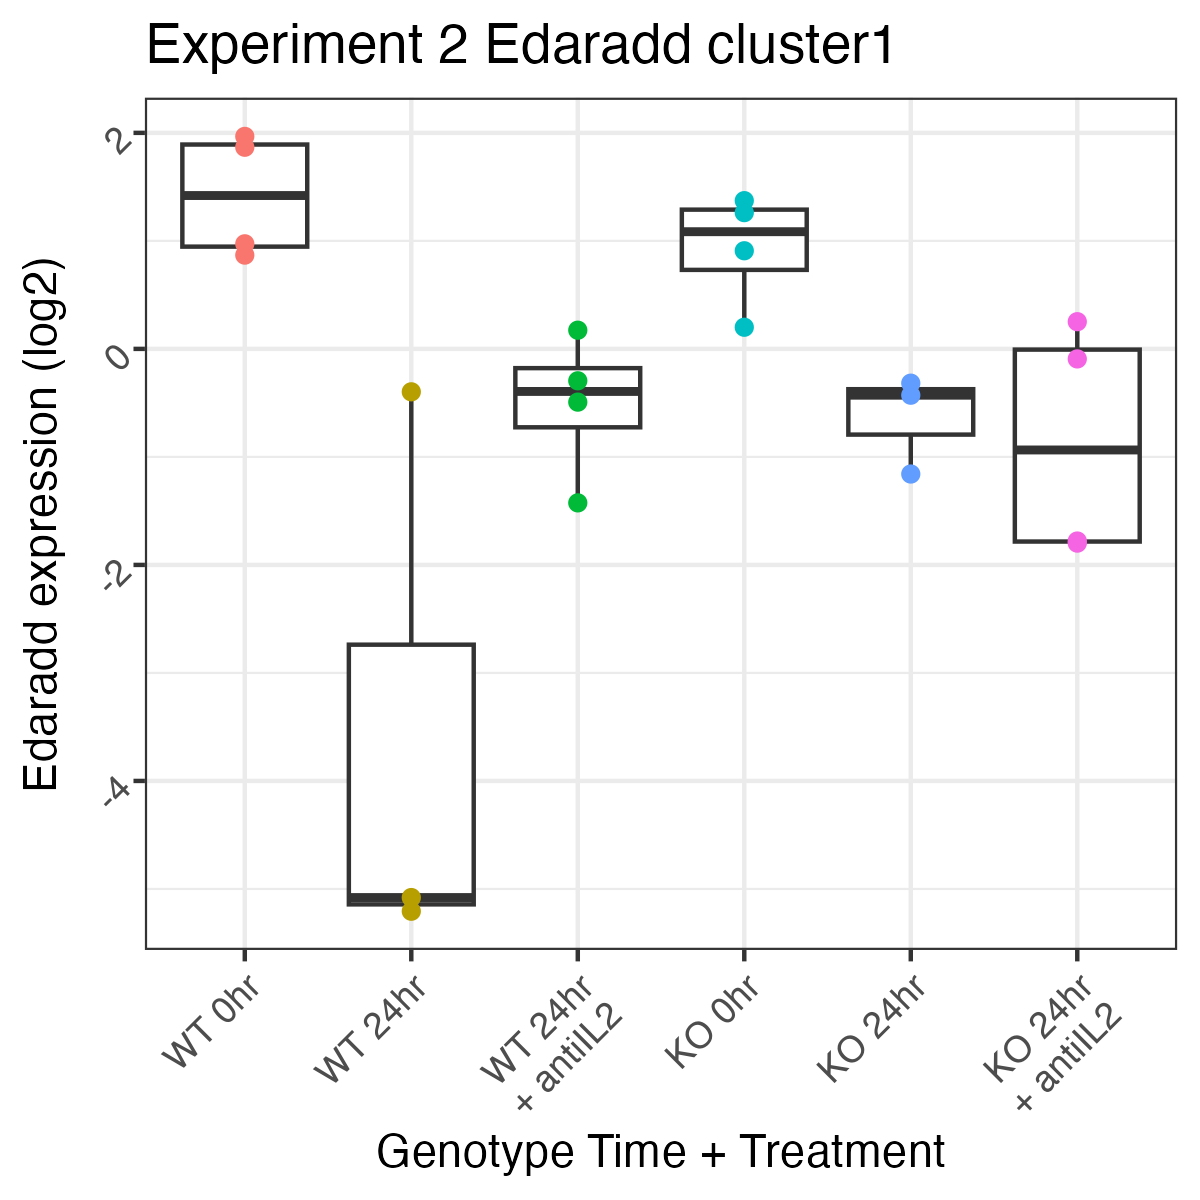 Experiment 2 Edaradd cluster1
Edaradd expression (log2)
2
0
-2
-4
WT 0hr
WT 24hr
WT 24hr
+ antiIL2
KO 0hr
KO 24hr
KO 24hr
+ antiIL2
Genotype Time + Treatment